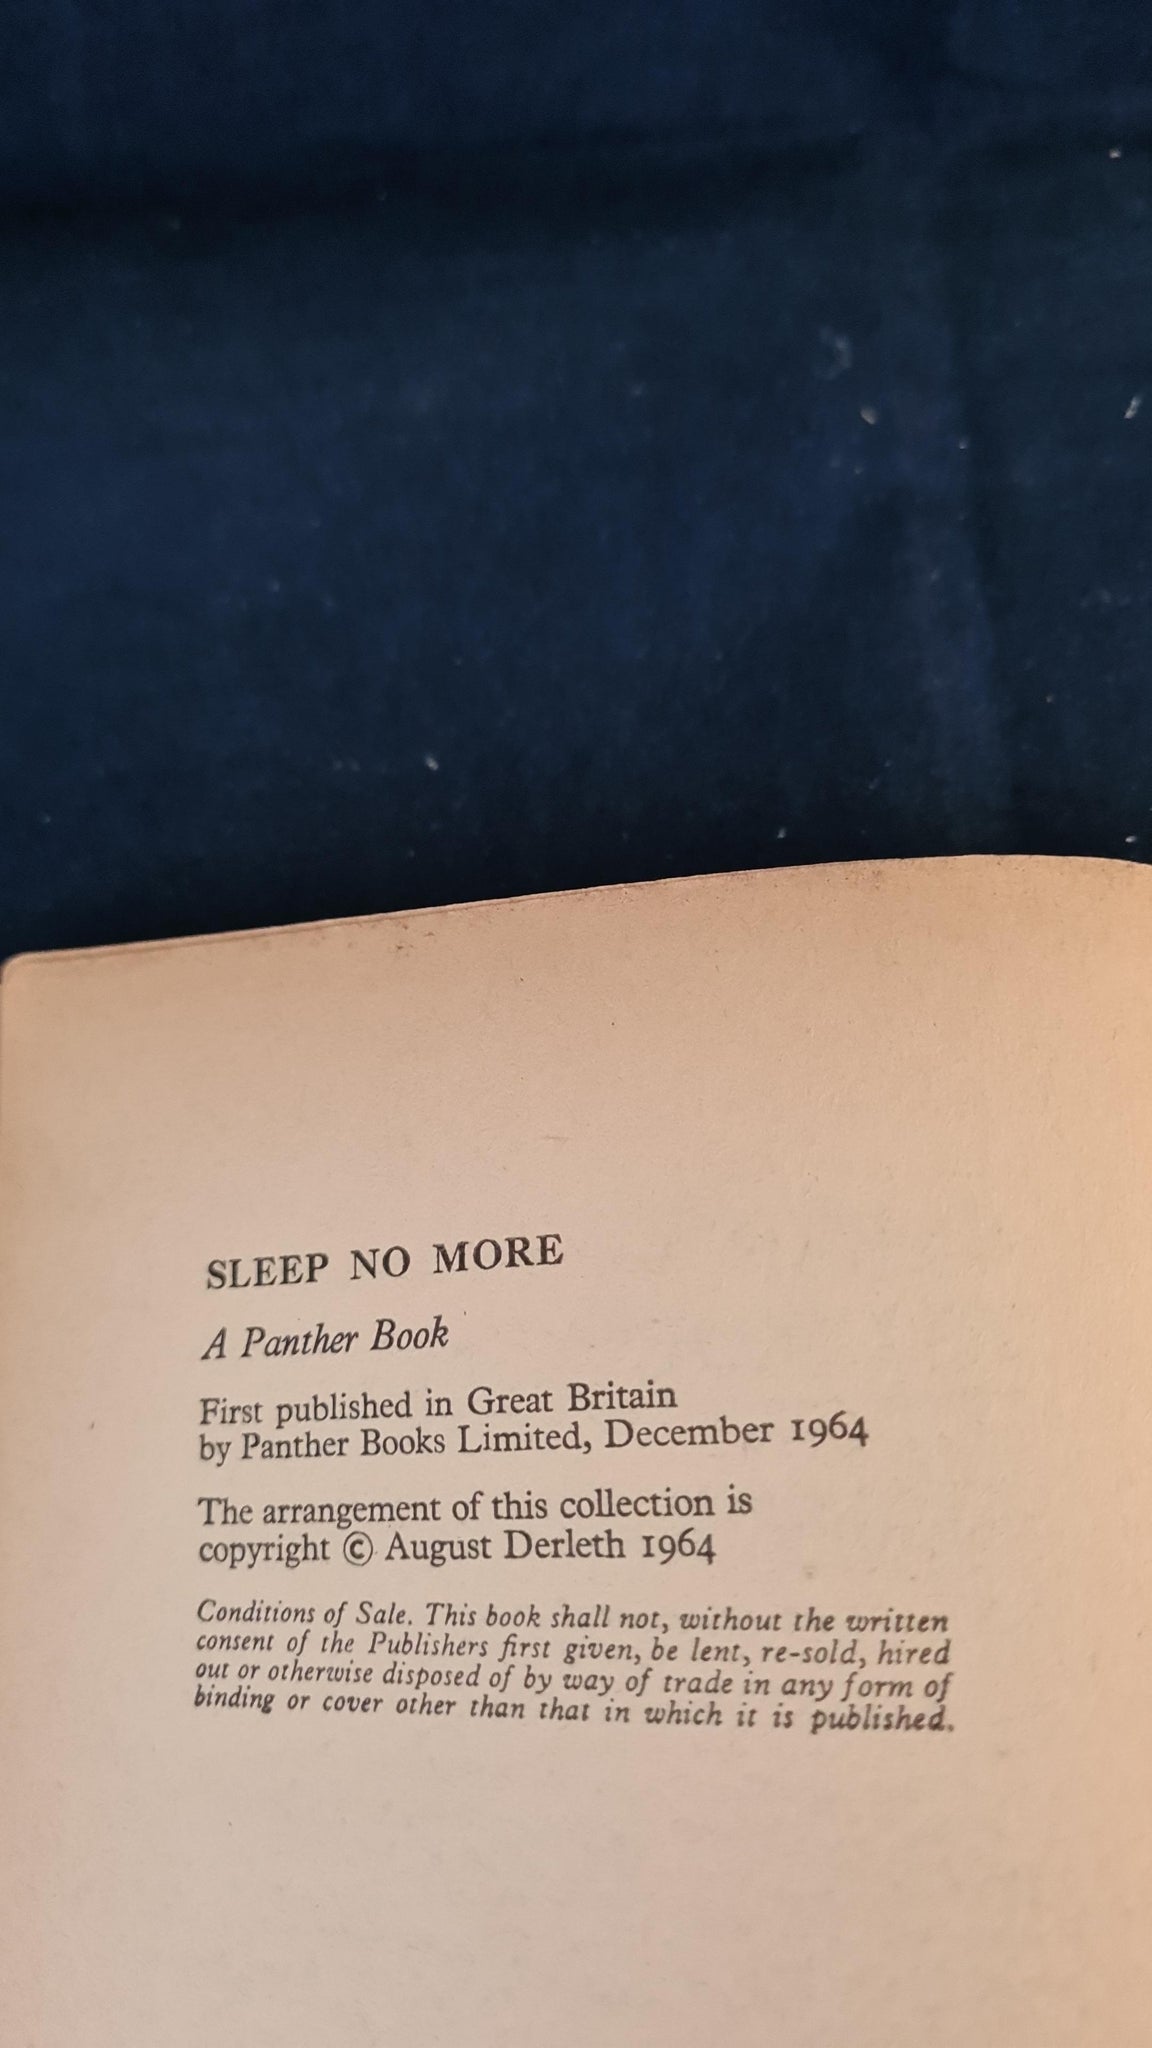 SLEEP NO MORE
A Panther Book
First published in Great Britain
by Panther Books Limited, December 1964
The arrangement of this collection is
copyright © August Derleth 1964
Conditions of Sale. This book shall not, without the written
consent of the Publishers first given, be lent, re-sold, hired
out or otherwise disposed of by way of trade in any form of
binding or cover other than that in which it is published.